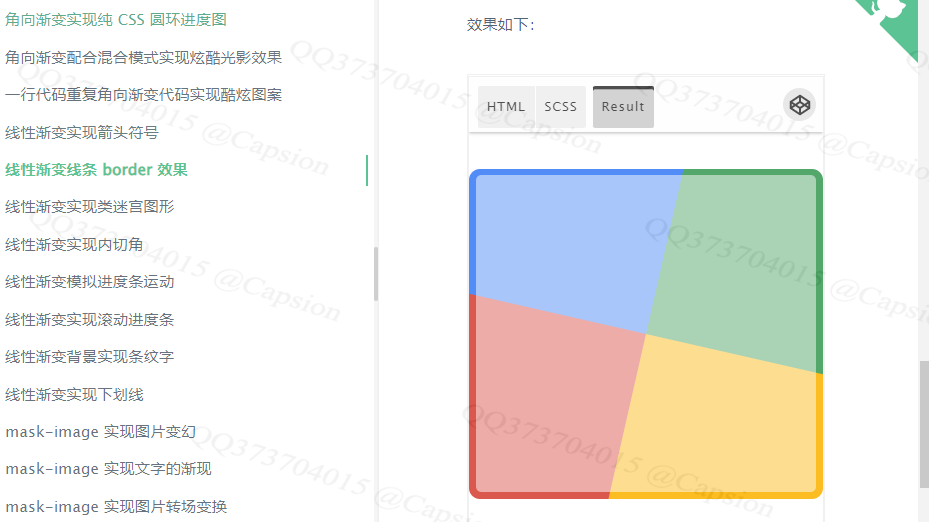 角向渐变实现纯 CSS 圆环进度图
角向渐变配合混合模式实现炫酷光影效果
一行代码重复角向渐变代码实现酷炫图案
线性渐变实现箭头符号
线性渐变线条 border 效果
线性渐变实现类迷宫图形
线性渐变实现内切角
线性渐变模拟进度条运动
线性渐变实现滚动进度条
线性渐变背景实现条纹字
线性渐变实现下划线
mask-image 实现图片变幻
mask-image 实现文字的渐现
mask-image 实现图片转场变换
效果如下：
HTML
SCSS
Result
QQ373704015 @Capsion
QQ373704015 @Capsion
QQ373704015 @Capsion
QQ373704015 @Capsion
QQ373704015 @Capsion
QQ373704015 @Capsion
QQ373704015 @Capsion